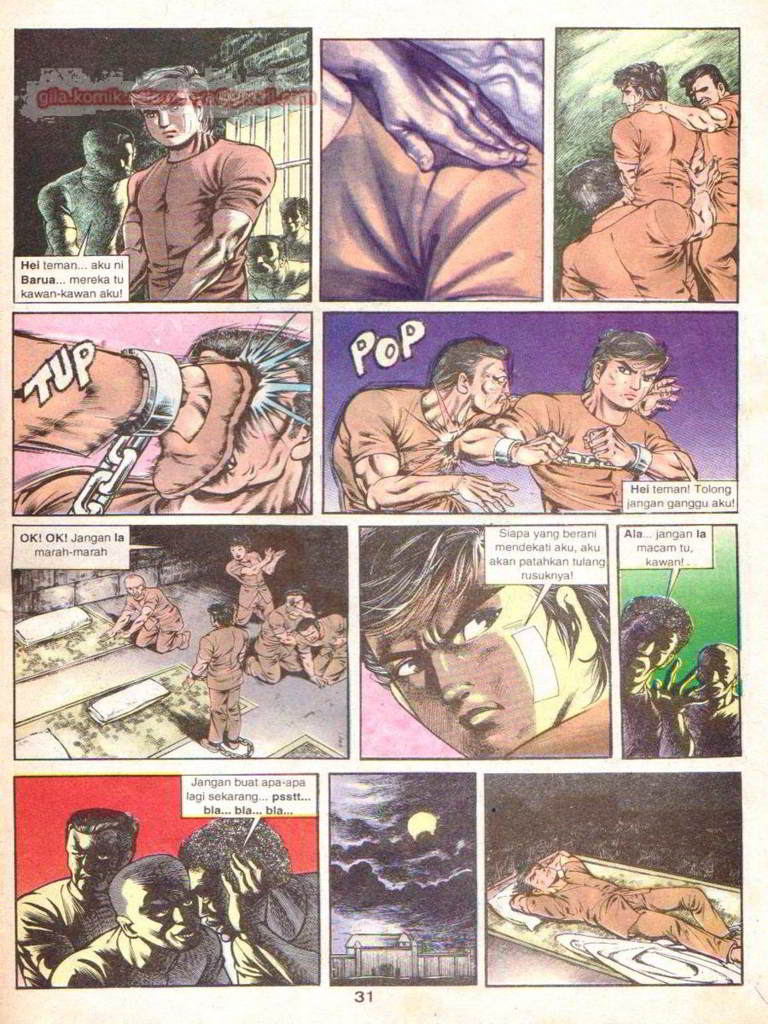 Hei teman... aku ni
Barua... mereka tu
kawan-kawan aku!
TUP
POP
Hei teman! Tolong
jangan ganggu aku!
OK! OK! Jangan la
marah-marah
Siapa yang berani
mendekati aku, aku
akan patahkan tulang
rusuknya!
Ala... jangan la
macam tu,
kawan!
Jangan buat apa-apa
lagi sekarang... psstt...
bla... bla... bla...
31